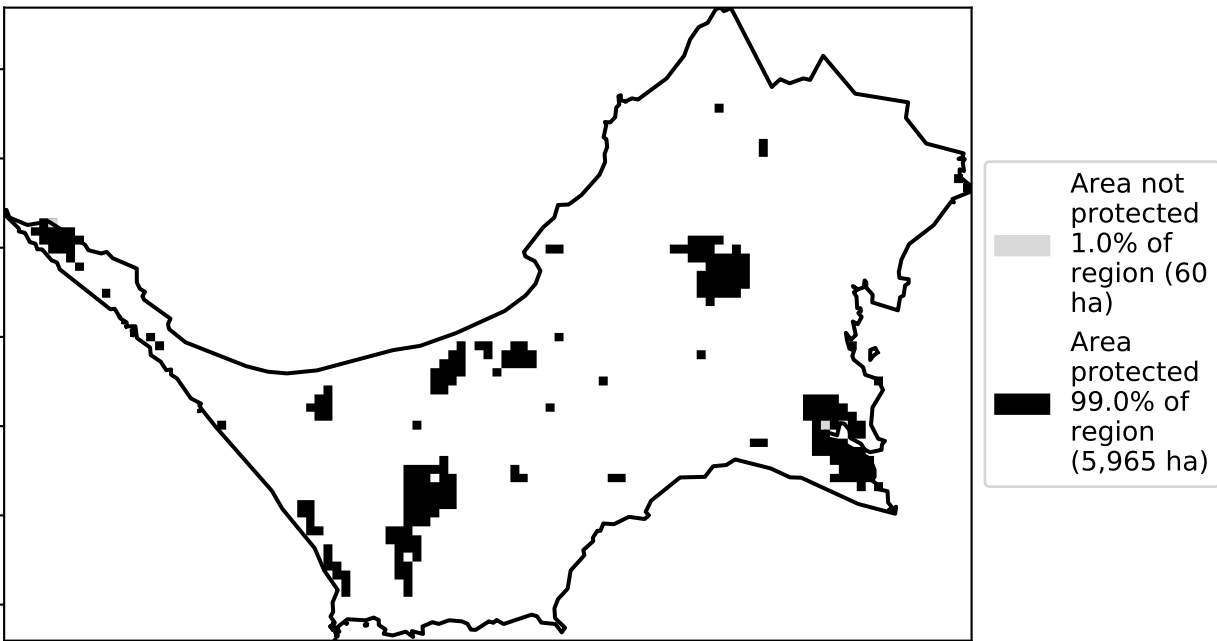 Area not
protected
1.0% of
region (60
ha)
Area
protected
99.0% of
region
(5,965 ha)